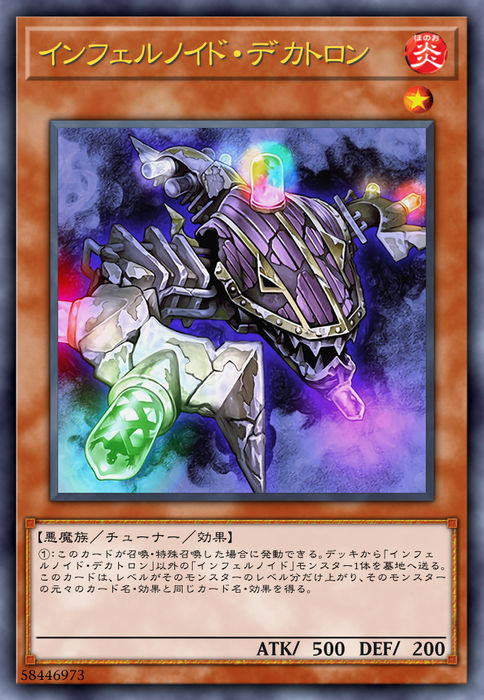 インフェルノイド・デカトロン
ほのお
炎
【悪魔族／チューナー／効果】
①:このカードが召喚・特殊召喚した場合に発動できる。デッキから「インフェ
ルノイド・デカトロン」以外の「インフェルノイド」モンスター1体を墓地へ送る。
このカードは、レベルがそのモンスターのレベル分だけ上がり、そのモンスター
の元々のカード名・効果と同じカード名・効果を得る。
ATK/ 500 DEF/ 200
58446973